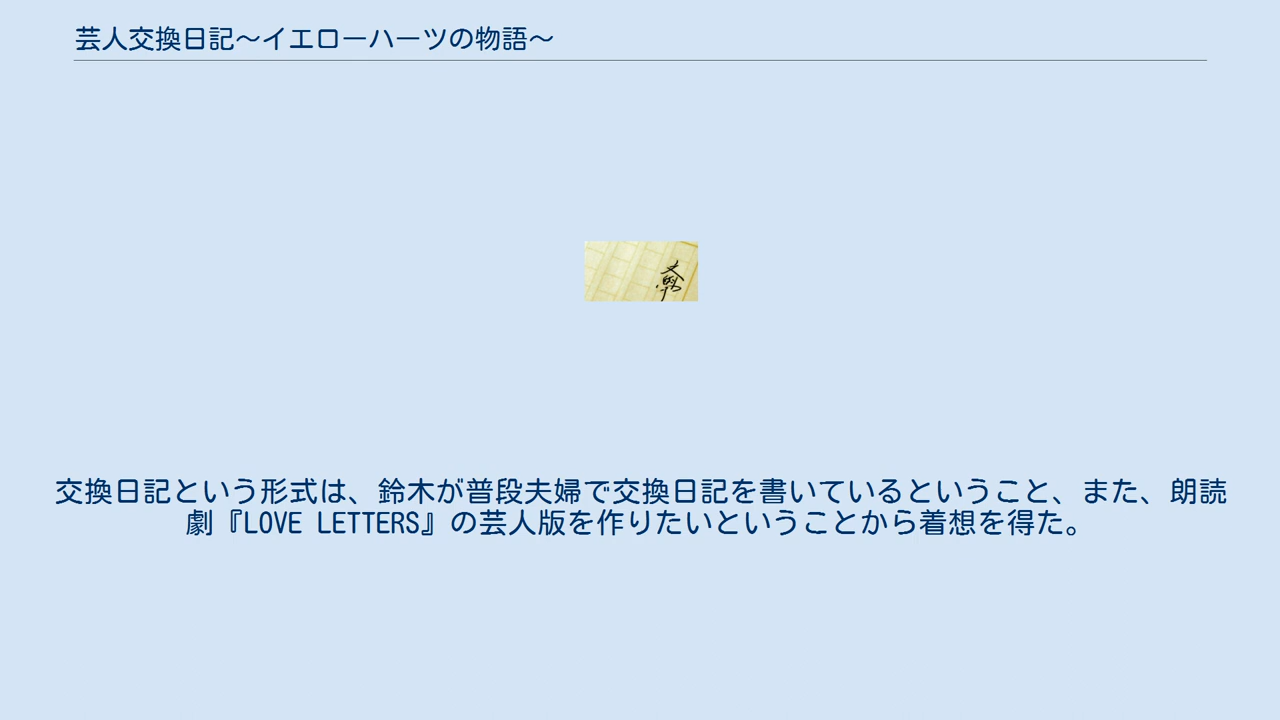 芸人交換日記〜イエローハーツの物語〜
交換日記という形式は、鈴木が普段夫婦で交換日記を書いているということ、また、朗読
劇『LOVE LETTERS』の芸人版を作りたいということから着想を得た。